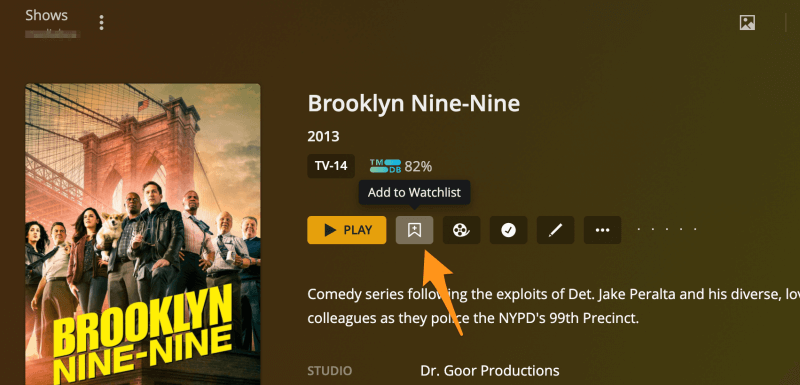 Shows
Brooklyn Nine-Nine
2013
TV-14
TM
DB
82%
Add to Watchlist
PLAY
Comedy series following the exploits of Det. Jake Peralta and his diverse, lov
colleagues as they police the NYPD's 99th Precinct.
BROOKLYN
NINE-NINE
STUDIO
Dr. Goor Productions